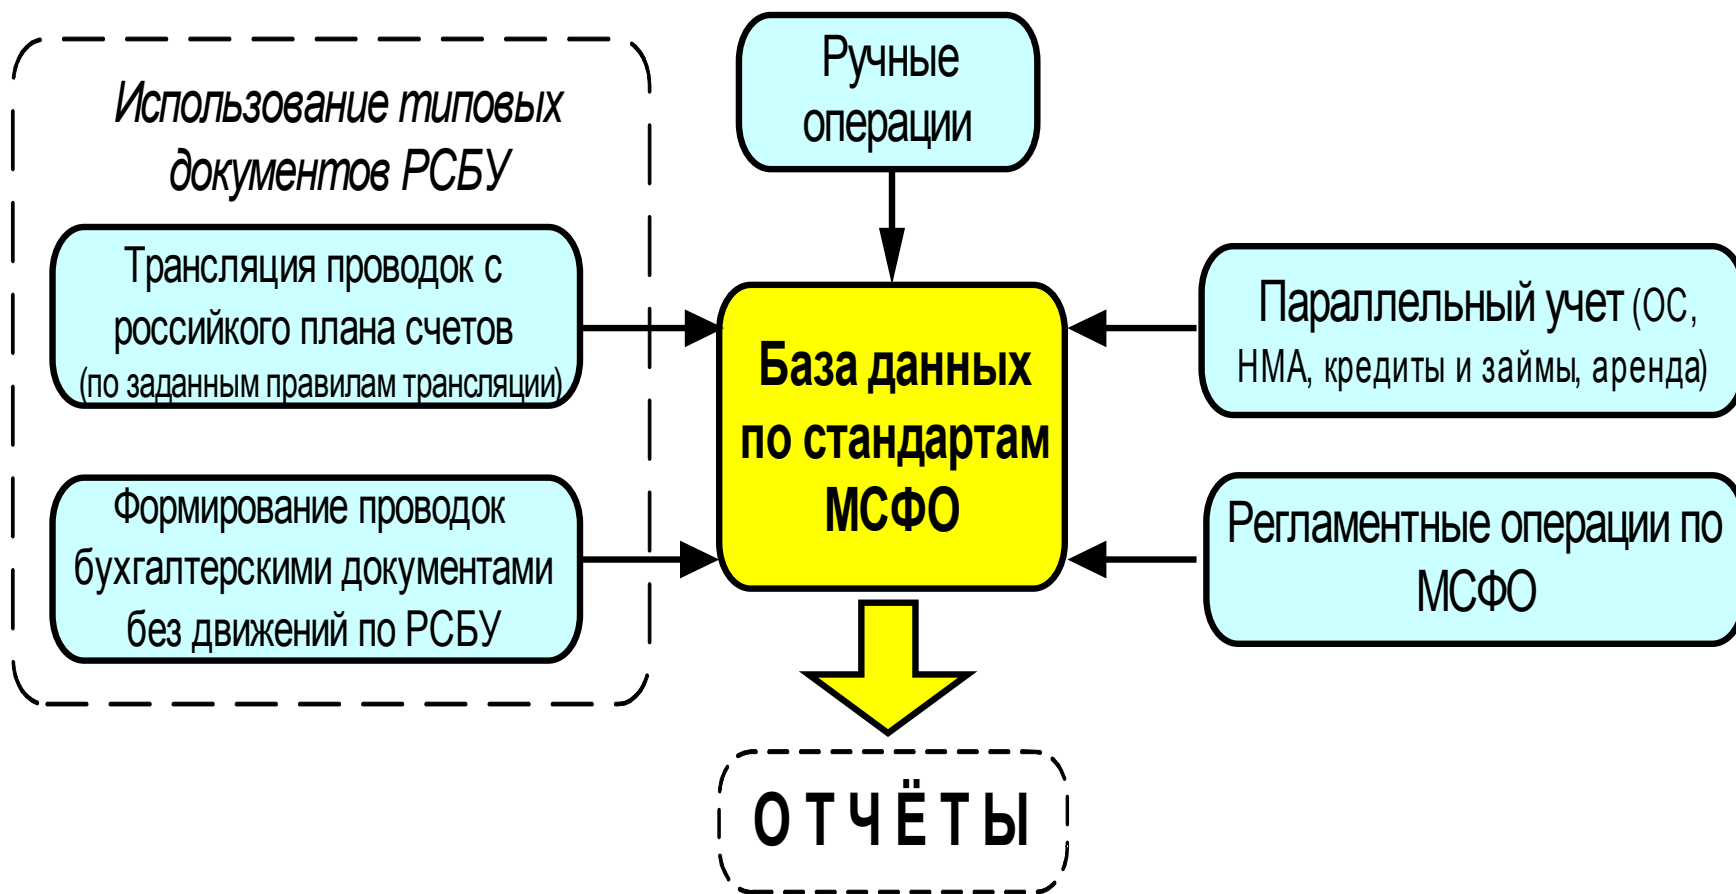 Ручные
операции
Использование типовых
документов РСБУ
Трансляция проводок с
российкого плана счетов
(по заданным правилам трансляции)
Формирование проводок
бухгалтерскими документами
без движений по РСБУ
База данных
по стандартам
МСФО
Параллельный учет (ОС,
НМА, кредиты и займы, аренда)
Регламентные операции по
МСФО
ОТЧЁТЫ